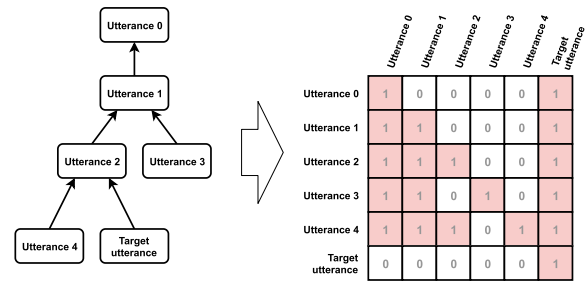 Utterance 0
Utterance 1
Utterance 2
Utterance 3
Utterance 4
Target
utterance
Utterance 0
Utterance 1
Utterance 2
Utterance 3
Utterance 4
Target
utterance
Utterance 0 1 0 0 0 0 1
Utterance 1 1 1 0 0 0 1
Utterance 2 1 1 1 0 0 1
Utterance 3 1 1 0 1 0 1
Utterance 4 1 1 1 0 1 1
Target
utterance 0 0 0 0 0 1